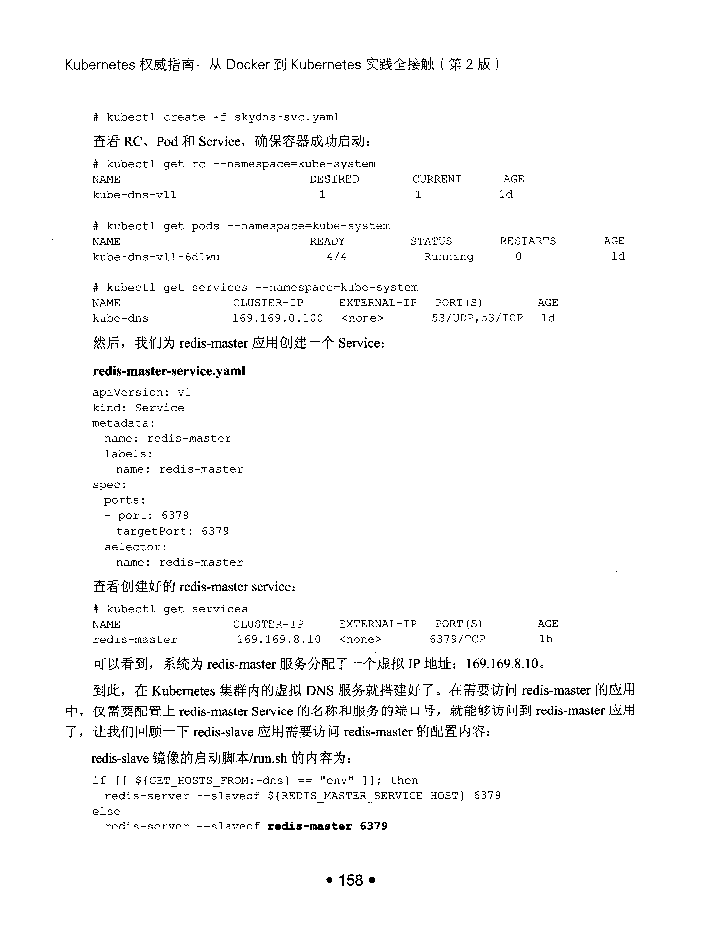 Kubernetes 权威指南：从 Docker 到 Kubernetes 实践全接触（第 2 版）
# kubectl create -f skydns-svc.yaml
查看 RC、Pod 和 Service，确保容器成功启动：
# kubectl get rc --namespace=kube-system
NAME DESIRED CURRENT AGE
kube-dns-v11 1 1 1d
# kubectl get pods --namespace=kube-system
NAME READY STATUS RESTARTS AGE
kube-dns-v11-6d1wu 4/4 Running 0 1d
# kubectl get services --namespace=kube-system
NAME CLUSTER-IP EXTERNAL-IP PORT(S) AGE
kube-dns 169.169.0.100 <none> 53/UDP,53/TCP 1d
然后，我们为 redis-master 应用创建一个 Service：
redis-master-service.yaml
apiVersion: v1
kind: Service
metadata:
  name: redis-master
  labels:
    name: redis-master
spec:
  ports:
  - port: 6379
    targetPort: 6379
  selector:
    name: redis-master
查看创建好的 redis-master service：
# kubectl get services
NAME CLUSTER-IP EXTERNAL-IP PORT(S) AGE
redis-master 169.169.8.10 <none> 6379/TCP 1h
可以看到，系统为 redis-master 服务分配了一个虚拟 IP 地址：169.169.8.10。
到此，在 Kubernetes 集群内的虚拟 DNS 服务就搭建好了。在需要访问 redis-master 的应用
中，仅需要配置上 redis-master Service 的名称和服务的端口号，就能够访问到 redis-master 应用
了，让我们回顾一下 redis-slave 应用需要访问 redis-master 的配置内容：
redis-slave 镜像的启动脚本/run.sh 的内容为：
if [[ ${GET_HOSTS_FROM:-dns} == "env" ]]; then
  redis-server --slaveof ${REDIS_MASTER_SERVICE_HOST} 6379
else
  redis-server --slaveof redis-master 6379
• 158 •